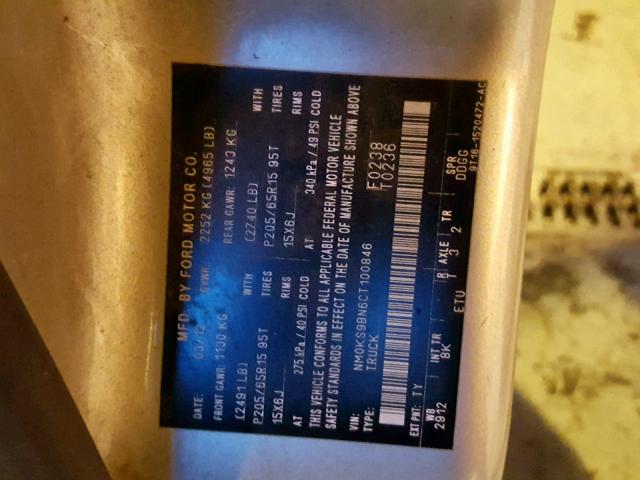 MFD. BY FORD MOTOR CO.
DATE: 03/12 GVWR: 2252 KG (4965 LB)
FRONT GAWR: 1130 KG REAR GAWR: 1243 KG
(2491 LB) WITH (2740 LB) WITH
P205/65R15 95T TIRES P205/65R15 95T TIRES
15X6J RIMS 15X6J RIMS
AT 275 kPa / 40 PSI COLD AT 340 kPa / 49 PSI COLD
THIS VEHICLE CONFORMS TO ALL APPLICABLE FEDERAL MOTOR VEHICLE
SAFETY STANDARDS IN EFFECT ON THE DATE OF MANUFACTURE SHOWN ABOVE
VIN: NM0KS9BN6CT100846 F0238
TYPE: TRUCK T0236
EXT PNT: TY
WB INT TR R AXLE TR SPR
2912 8K T 3 2 DDGG
ETU 9T16-1520472-AC